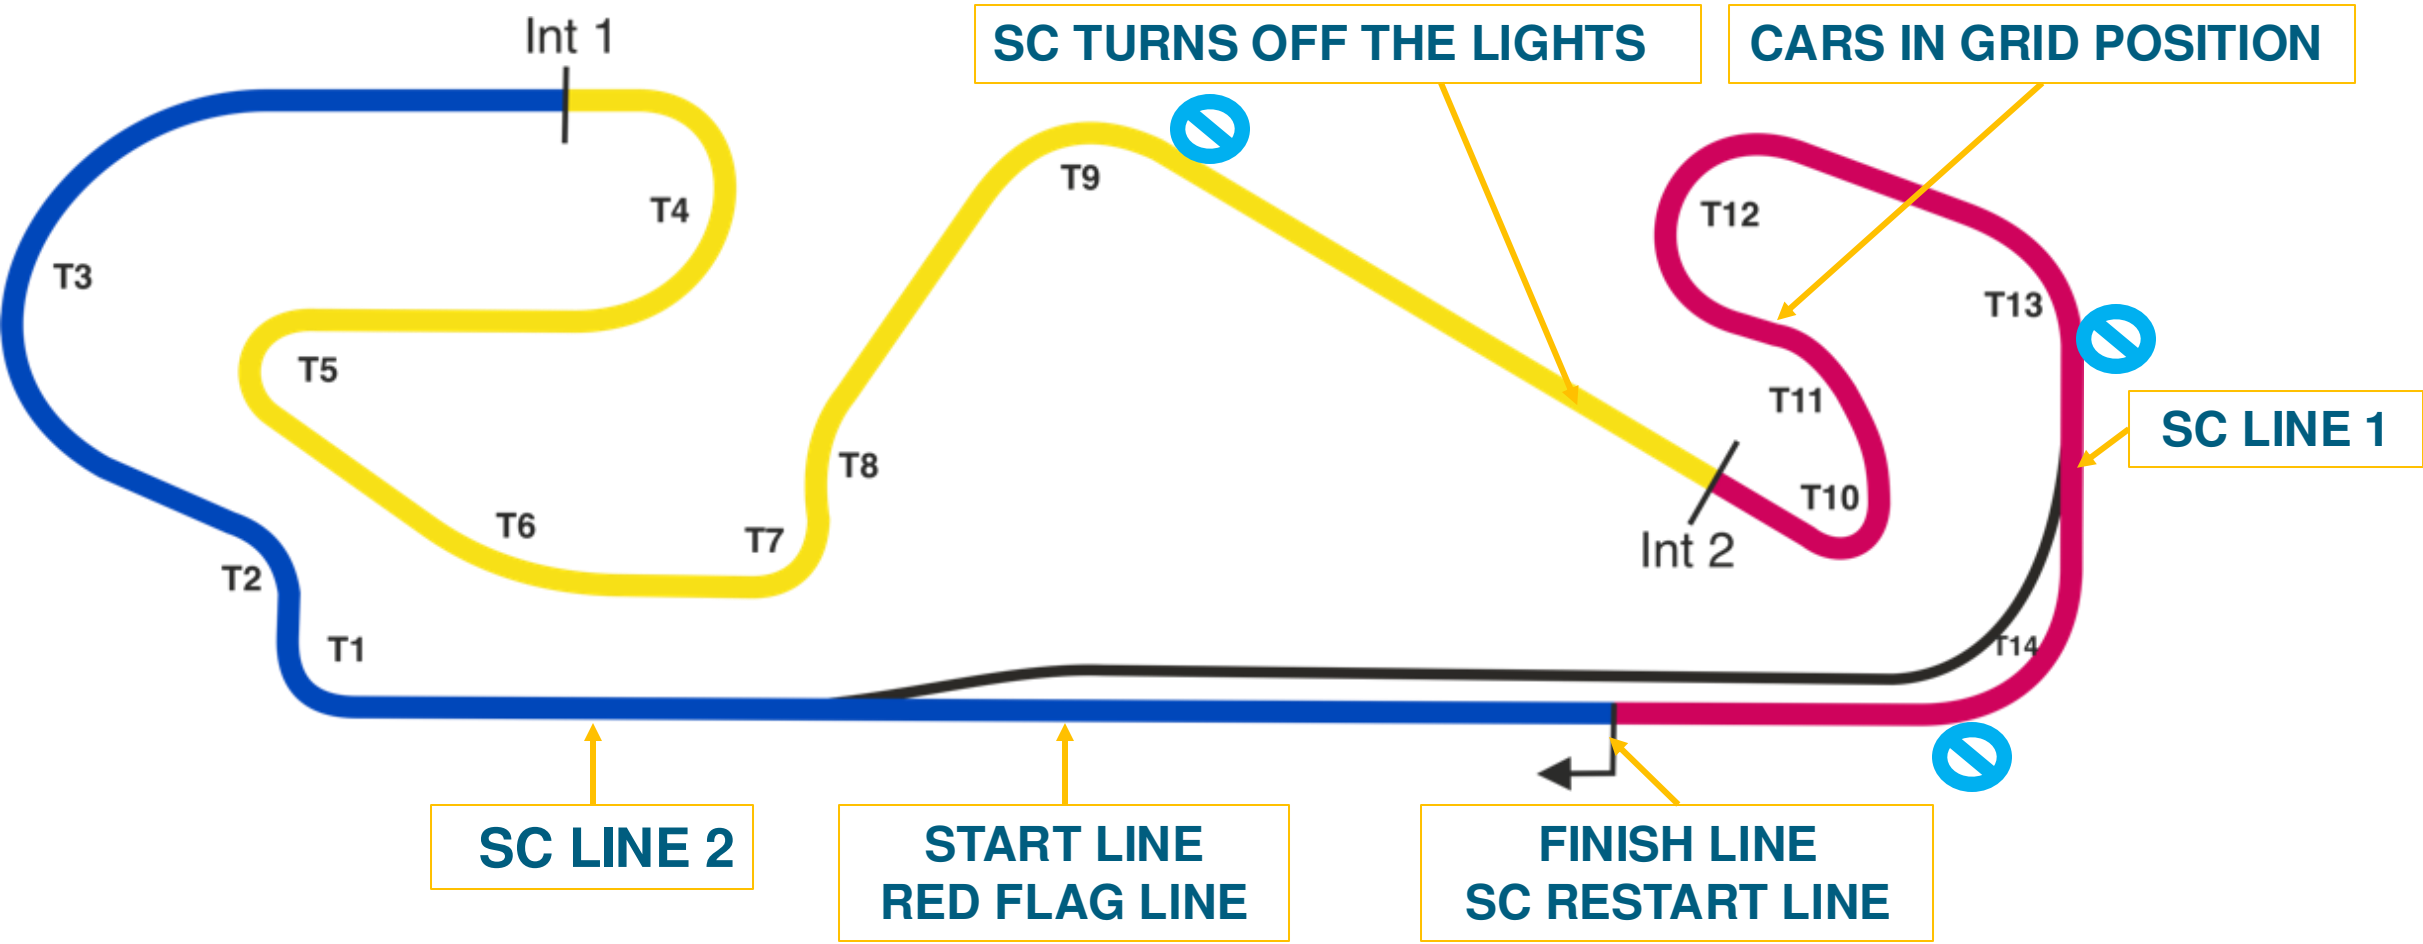 Int 1
SC TURNS OFF THE LIGHTS
CARS IN GRID POSITION
T9
T4
T12
T3
T13
T5
T11
SC LINE 1
T8
T10
T6
T7
Int 2
T2
T1
T14
SC LINE 2
START LINE
RED FLAG LINE
FINISH LINE
SC RESTART LINE